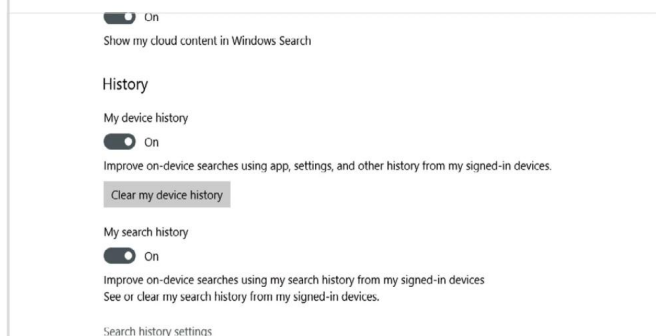 On
Show my cloud content in Windows Search
History
My device history
On
Improve on-device searches using app, settings, and other history from my signed-in devices.
Clear my device history
My search history
On
Improve on-device searches using my search history from my signed-in devices
See or clear my search history from my signed-in devices.
Search history settings